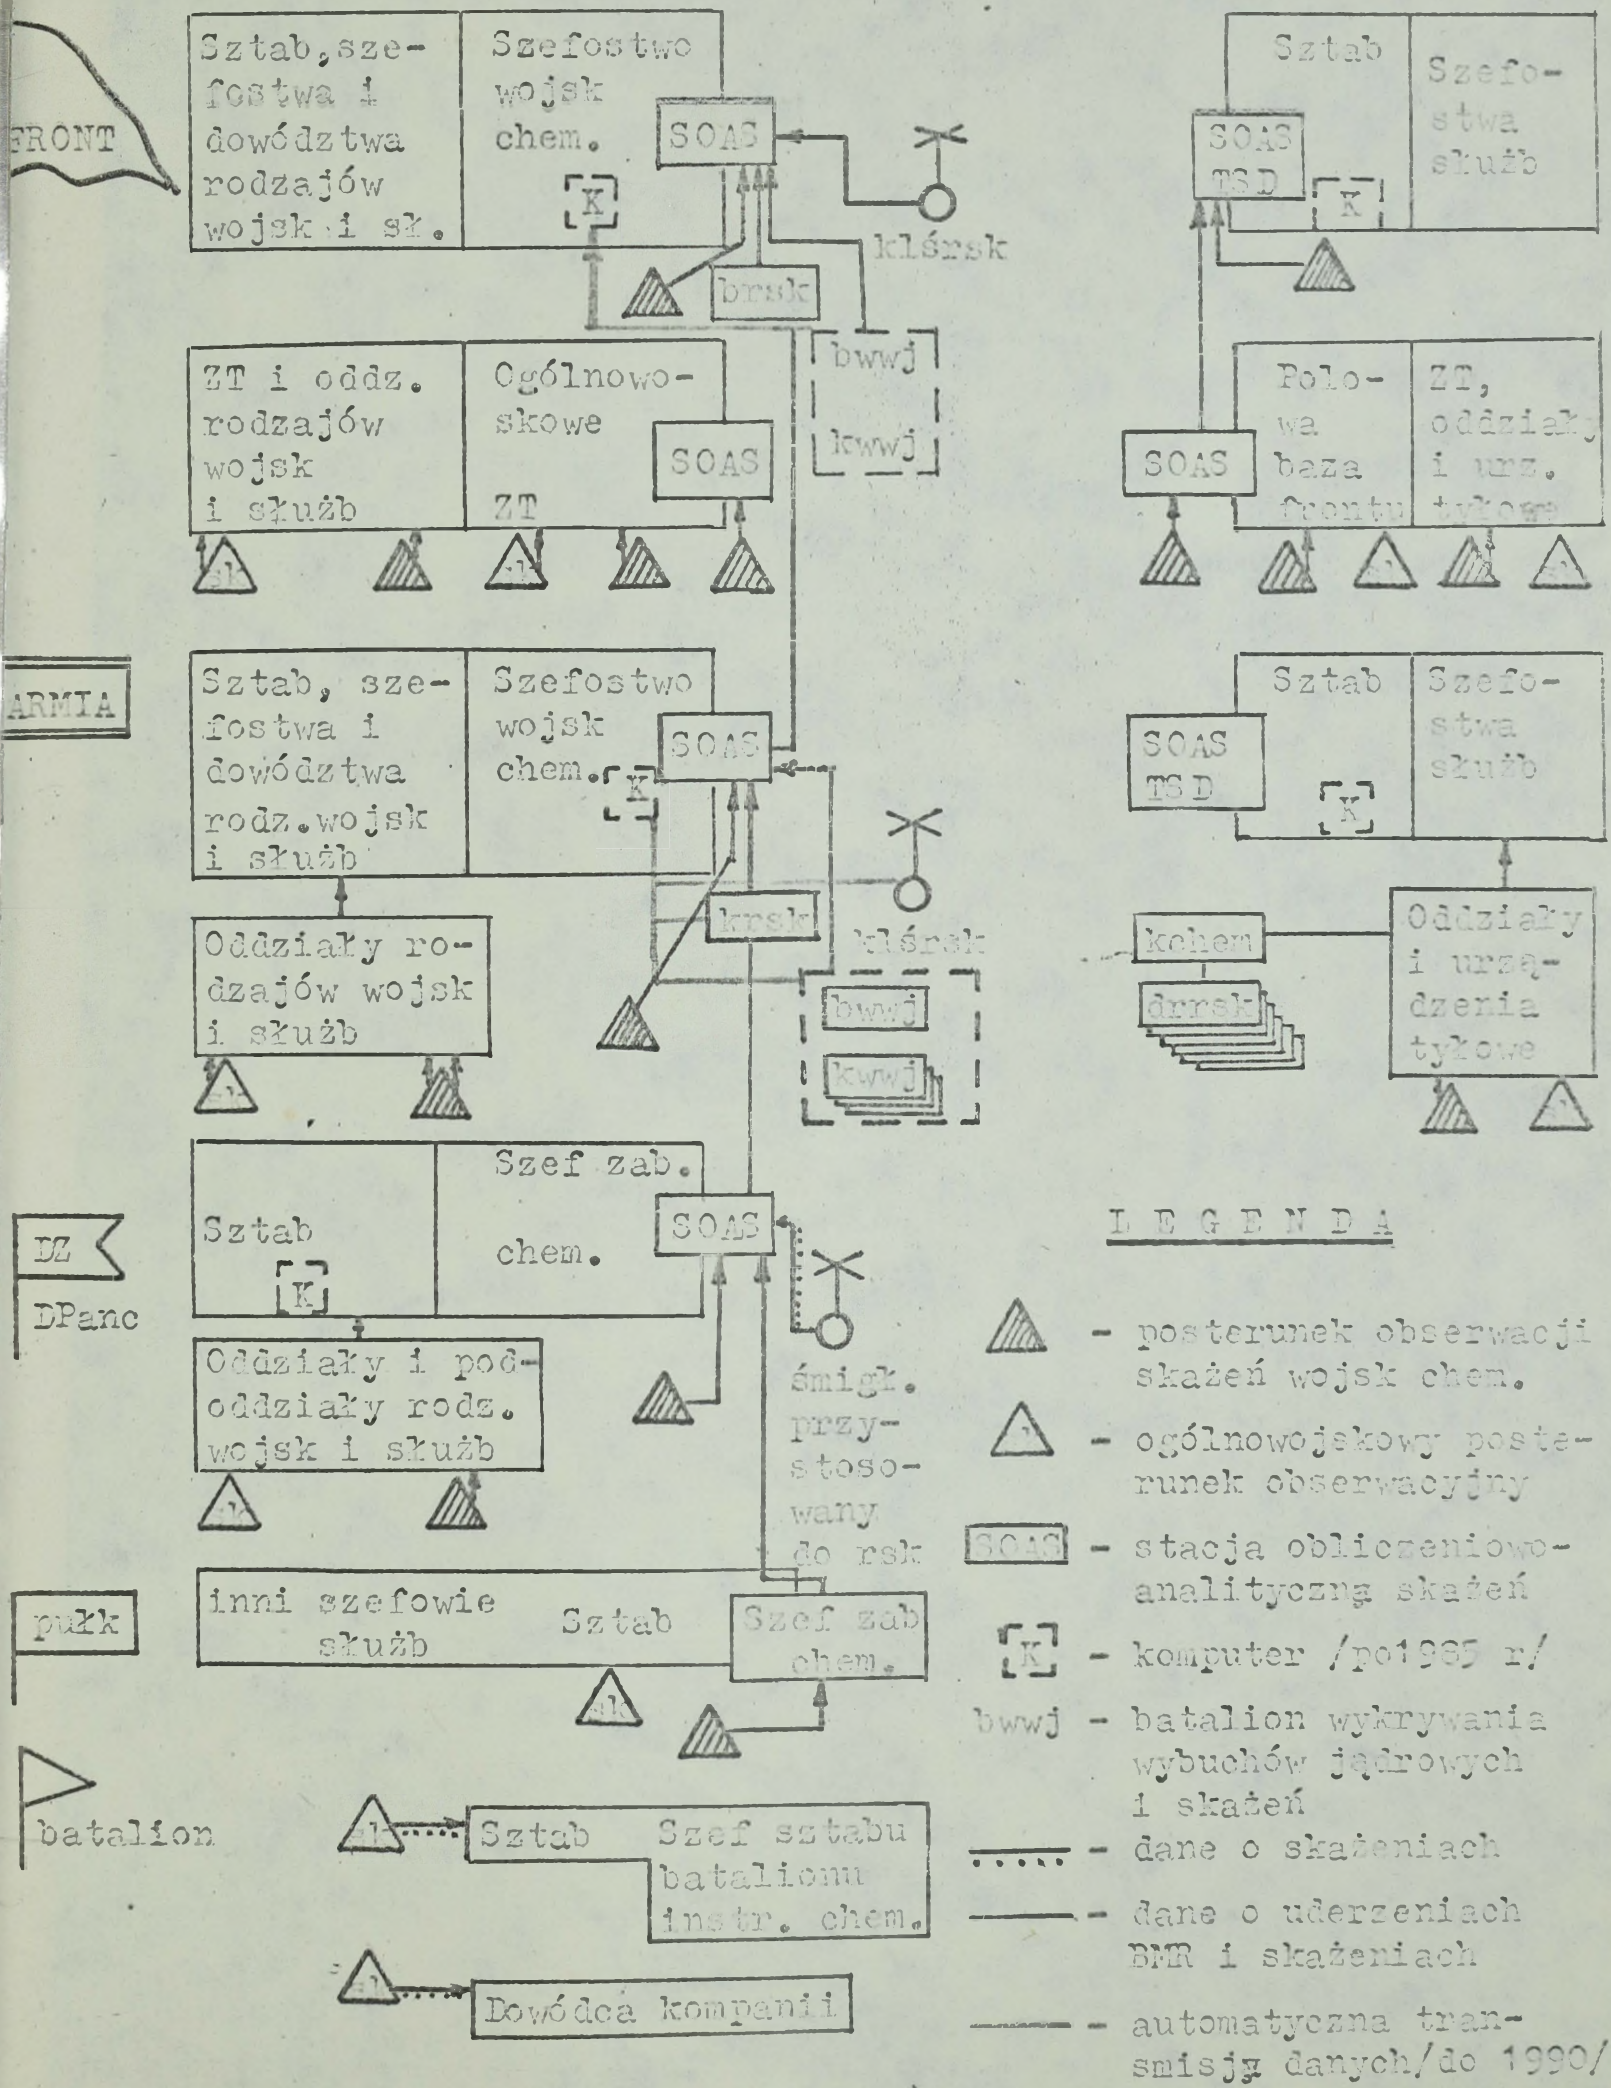 FRONT
Sztab,sze-
fostwa i
dowództwa
rodzajów
wojsk i sł.
Szefostwo
wojsk
chem.
K
SOAS
klśrsk
brsk
bwwj
kwwj
Sztab
Szefo-
stwa
służb
SOAS
TSD
K
ZT i oddz.
rodzajów
wojsk
i służb
Ogólnowo-
skowe
ZT
SOAS
Polo-
wa
baza
frontu
ZT,
oddziały
i urz.
tyłowe
SOAS
ARMIA
Sztab, sze-
fostwa i
dowództwa
rodz.wojsk
i służb
Szefostwo
wojsk
chem.
K
SOAS
klśrsk
krsk
bwwj
kwwj
Oddziały ro-
dzajów wojsk
i służb
Sztab
Szefo-
stwa
służb
SOAS
TSD
K
kchem
drrsk
Oddziały
i urzą-
dzenia
tyłowe
DZ
DPanc
Sztab
K
Szef zab.
chem.
SOAS
śmigł.
przy-
stoso-
wany
do rsk
Oddziały i pod-
oddziały rodz.
wojsk i służb
pułk
inni szefowie
służb
Sztab
Szef zab
chem.
batalion
Sztab
Szef sztabu
batalionu
instr. chem.
Dowódca kompanii
L E G E N D A
- posterunek obserwacji
skażeń wojsk chem.
- ogólnowojskowy poste-
runek obserwacyjny
SOAS - stacja obliczeniowo-
analityczna skażeń
K - komputer /po1985 r/
bwwj - batalion wykrywania
wybuchów jądrowych
i skażeń
- dane o skażeniach
- dane o uderzeniach
BMR i skażeniach
- automatyczna tran-
smisja danych/do 1990/